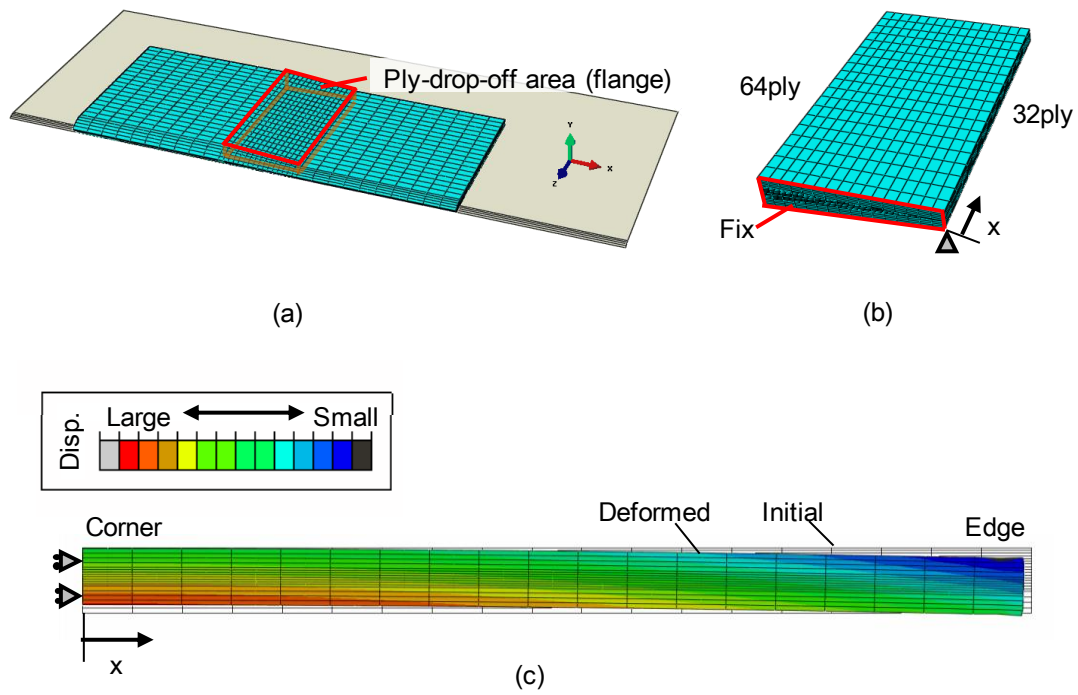 Ply-drop-off area (flange)
Y
X
Z
(a)
64ply
32ply
Fix
x
(b)
Disp.
Large
Small
Corner
Deformed
Initial
Edge
x
(c)